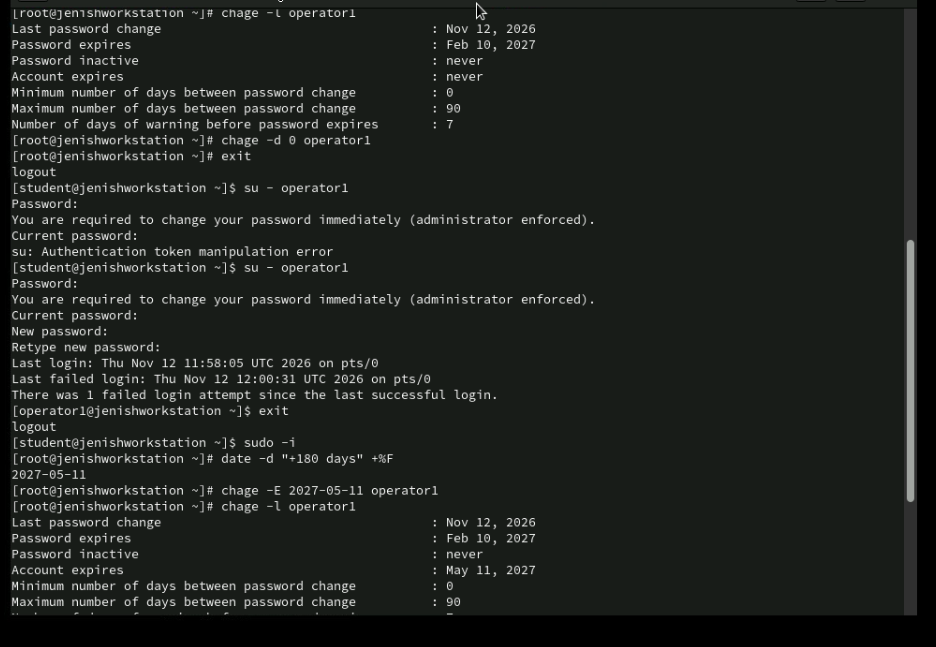 [root@jenishworkstation ~]# chage -l operator1
Last password change : Nov 12, 2026
Password expires : Feb 10, 2027
Password inactive : never
Account expires : never
Minimum number of days between password change : 0
Maximum number of days between password change : 90
Number of days of warning before password expires : 7
[root@jenishworkstation ~]# chage -d 0 operator1
[root@jenishworkstation ~]# exit
logout
[student@jenishworkstation ~]$ su - operator1
Password:
You are required to change your password immediately (administrator enforced).
Current password:
su: Authentication token manipulation error
[student@jenishworkstation ~]$ su - operator1
Password:
You are required to change your password immediately (administrator enforced).
Current password:
New password:
Retype new password:
Last login: Thu Nov 12 11:58:05 UTC 2026 on pts/0
Last failed login: Thu Nov 12 12:00:31 UTC 2026 on pts/0
There was 1 failed login attempt since the last successful login.
[operator1@jenishworkstation ~]$ exit
logout
[student@jenishworkstation ~]$ sudo -i
[root@jenishworkstation ~]# date -d "+180 days" +%F
2027-05-11
[root@jenishworkstation ~]# chage -E 2027-05-11 operator1
[root@jenishworkstation ~]# chage -l operator1
Last password change : Nov 12, 2026
Password expires : Feb 10, 2027
Password inactive : never
Account expires : May 11, 2027
Minimum number of days between password change : 0
Maximum number of days between password change : 90